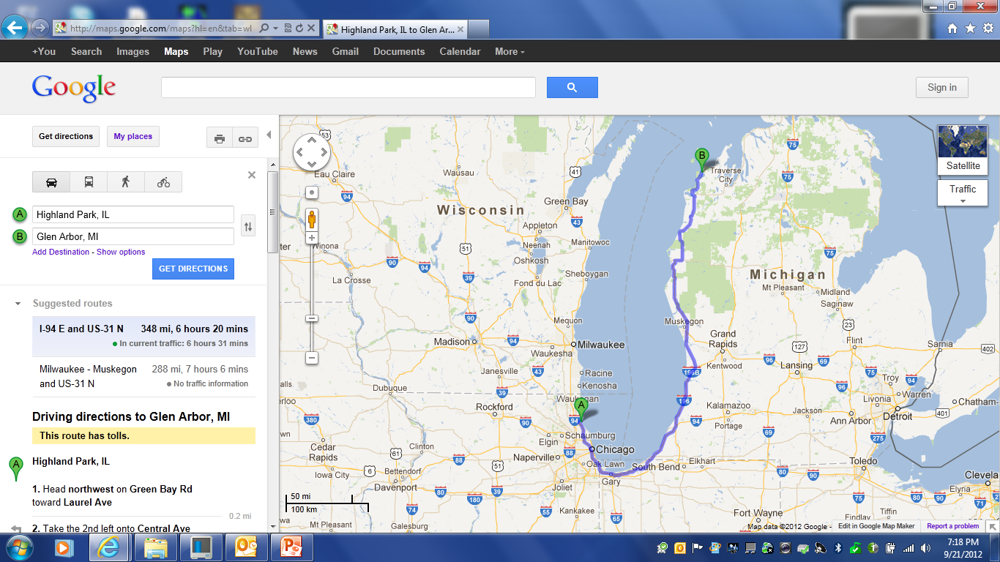 http://maps.google.com/maps?hl=en&tab=wl
Highland Park, IL to Glen Ar...
+You Search Images Maps Play YouTube News Gmail Documents Calendar More
Google
Sign in
Get directions
My places
A Highland Park, IL
B Glen Arbor, MI
Add Destination - Show options
GET DIRECTIONS
Suggested routes
I-94 E and US-31 N 348 mi, 6 hours 20 mins
In current traffic: 6 hours 31 mins
Milwaukee - Muskegon 288 mi, 7 hours 6 mins
and US-31 N No traffic information
Driving directions to Glen Arbor, MI
This route has tolls.
A Highland Park, IL
1. Head northwest on Green Bay Rd
toward Laurel Ave
0.2 mi
2. Take the 2nd left onto Central Ave
Satellite
Traffic
53
Eau Claire
94
Wausau
41
B
Traverse
City
75
75
Green Bay
Wisconsin
43
Appleton
Neenah
Manitowoc
Oshkosh
Winona
51
90
94
La Crosse
39
Fond du Lac
Sheboygan
75
Michigan
Mt Pleasant
Midland
Saginaw
90
Mequon
Muskegon
23
Madison
94
Milwaukee
Waukesha
Grand
Rapids
Kentwood
127
Flint
Sarnia
402
96
Lansing
69
Janesville
43
Racine
Kenosha
196B
75
Troy
94
Warren
Dubuque
39
Waukegan
196
96
Livonia
Chatham-
Rockford
A
94
Kalamazoo
Portage
94
Jackson
Ann Arbor
Detroit
401
380
90
Schaumburg
69
275
Cedar
Rapids
Clinton
61
Elgin
Chicago
88
Naperville
88
Iowa City
6
Bettendorf
Davenport
51
Oak Lawn
South Bend
Elkhart
Toledo
80
90
Joliet
Gary
80
180
39
Clevela
Elyria
50 mi
100 km
74
55
Kankakee
65
Fort Wayne
75
Findlay
Tiffin
80
90
71
Mt Pleasant
Galesburg
Map data ©2012 Google -
Edit in Google Map Maker
Report a problem
7:18 PM
9/21/2012